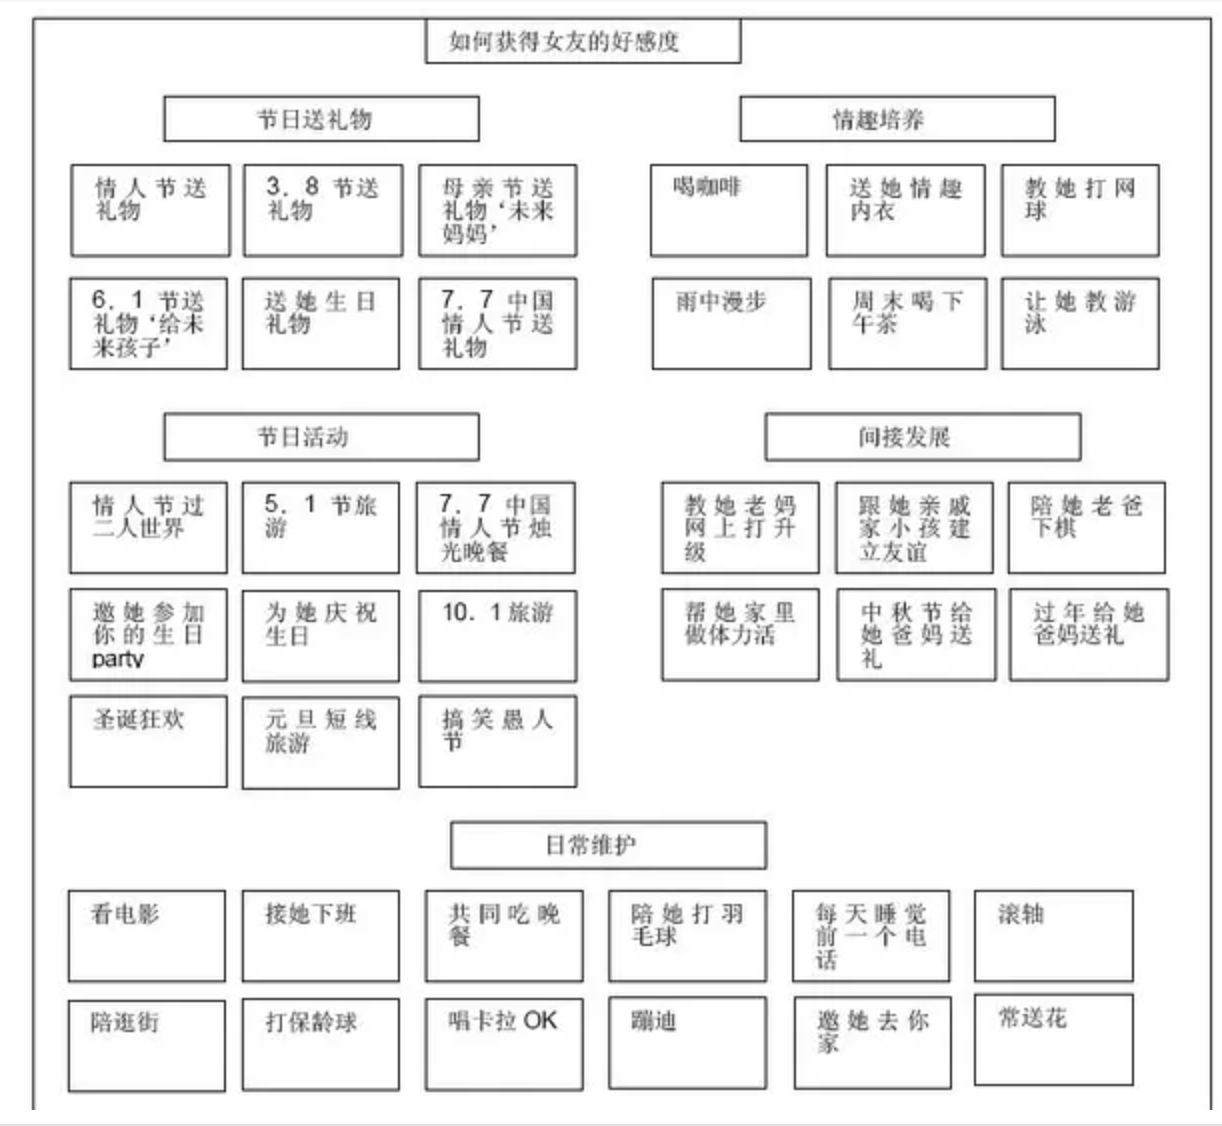 如何获得女友的好感度
节日送礼物
情人节送
礼物
3．8 节送
礼物
母亲节送
礼物‘未来
妈妈’
6．1 节送
礼物‘给未
来孩子’
送她生日
礼物
7．7 中国
情人节送
礼物
情趣培养
喝咖啡
送她情趣
内衣
教她打网
球
雨中漫步
周末喝下
午茶
让她教游
泳
节日活动
情人节过
二人世界
5．1 节旅
游
7．7 中国
情人节烛
光晚餐
邀她参加
你的生日
party
为她庆祝
生日
10．1旅游
圣诞狂欢
元旦短线
旅游
搞笑愚人
节
间接发展
教她老妈
网上打升
级
跟她亲戚
家小孩建
立友谊
陪她老爸
下棋
帮她家里
做体力活
中秋节给
她爸妈送
礼
过年给她
爸妈送礼
日常维护
看电影
接她下班
共同吃晚
餐
陪她打羽
毛球
每天睡觉
前一个电
话
滚轴
陪逛街
打保龄球
唱卡拉 OK
蹦迪
邀她去你
家
常送花